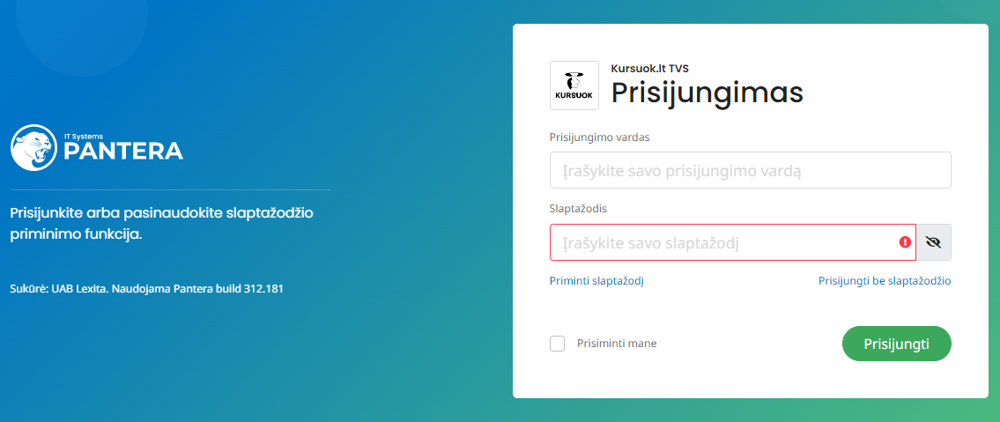 IT Systems
PANTERA
Prisijunkite arba pasinaudokite slaptažodžio
priminimo funkcija.
Sukūrė: UAB Lexita. Naudojama Pantera build 312.181
KURSUOK
Kursuok.lt TVS
Prisijungimas
Prisijungimo vardas
Įrašykite savo prisijungimo vardą
Slaptažodis
Įrašykite savo slaptažodį
Priminti slaptažodį
Prisijungti be slaptažodžio
Prisiminti mane
Prisijungti